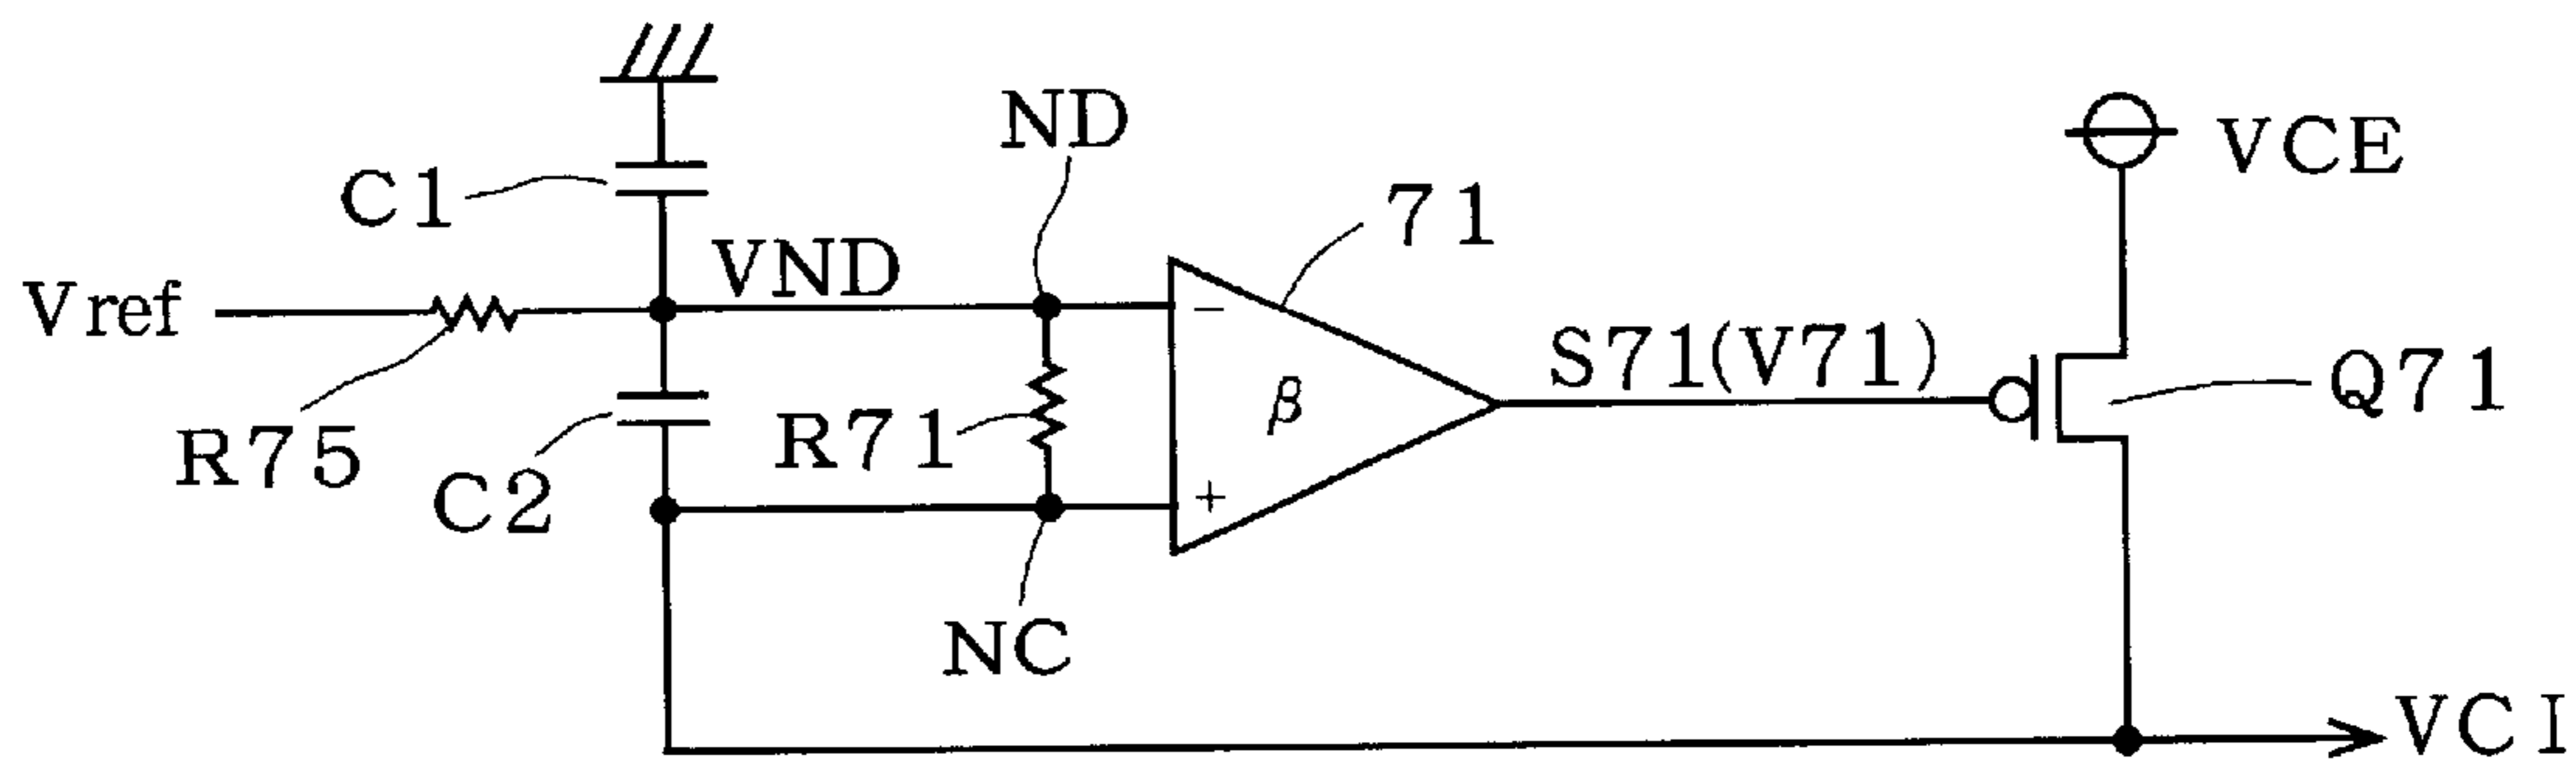 ND
VCE
C1
71
VND
Vref
−
S71(V71)
Q71
β
R71
R75
C2
+
NC
VCI